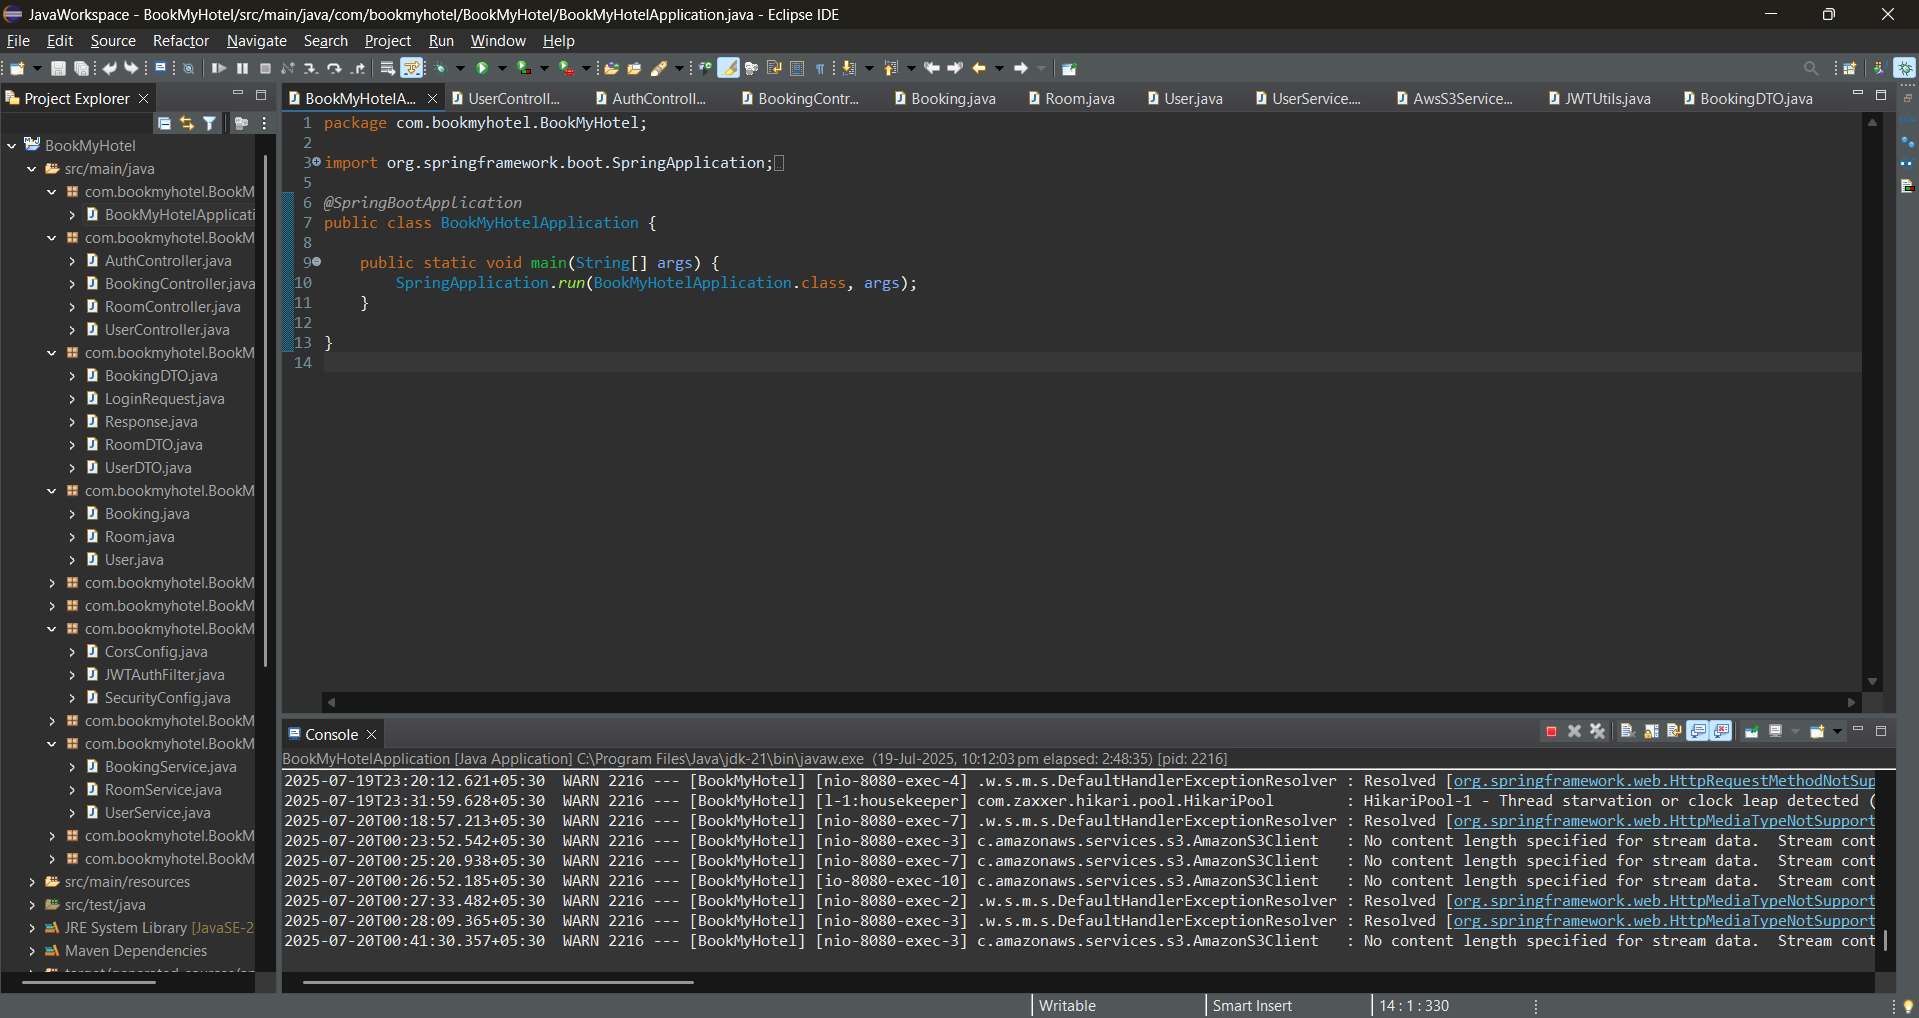 JavaWorkspace - BookMyHotel/src/main/java/com/bookmyhotel/BookMyHotel/BookMyHotelApplication.java - Eclipse IDE
File Edit Source Refactor Navigate Search Project Run Window Help
Project Explorer
BookMyHotelA... UserControll... AuthControll... BookingContr... Booking.java Room.java User.java UserService.... AwsS3Service... JWTUtils.java BookingDTO.java
BookMyHotel
src/main/java
com.bookmyhotel.BookM
BookMyHotelApplicati
com.bookmyhotel.BookM
AuthController.java
BookingController.java
RoomController.java
UserController.java
com.bookmyhotel.BookM
BookingDTO.java
LoginRequest.java
Response.java
RoomDTO.java
UserDTO.java
com.bookmyhotel.BookM
Booking.java
Room.java
User.java
com.bookmyhotel.BookM
com.bookmyhotel.BookM
com.bookmyhotel.BookM
CorsConfig.java
JWTAuthFilter.java
SecurityConfig.java
com.bookmyhotel.BookM
com.bookmyhotel.BookM
BookingService.java
RoomService.java
UserService.java
com.bookmyhotel.BookM
com.bookmyhotel.BookM
src/main/resources
src/test/java
JRE System Library [JavaSE-2
Maven Dependencies
1 package com.bookmyhotel.BookMyHotel;
2
3 import org.springframework.boot.SpringApplication;
5
6 @SpringBootApplication
7 public class BookMyHotelApplication {
8
9 public static void main(String[] args) {
10 SpringApplication.run(BookMyHotelApplication.class, args);
11 }
12
13 }
14
Console
BookMyHotelApplication [Java Application] C:\Program Files\Java\jdk-21\bin\javaw.exe (19-Jul-2025, 10:12:03 pm elapsed: 2:48:35) [pid: 2216]
2025-07-19T23:20:12.621+05:30 WARN 2216 --- [BookMyHotel] [nio-8080-exec-4] .w.s.m.s.DefaultHandlerExceptionResolver : Resolved [org.springframework.web.HttpRequestMethodNotSup
2025-07-19T23:31:59.628+05:30 WARN 2216 --- [BookMyHotel] [l-1:housekeeper] com.zaxxer.hikari.pool.HikariPool : HikariPool-1 - Thread starvation or clock leap detected (
2025-07-20T00:18:57.213+05:30 WARN 2216 --- [BookMyHotel] [nio-8080-exec-7] .w.s.m.s.DefaultHandlerExceptionResolver : Resolved [org.springframework.web.HttpMediaTypeNotSupport
2025-07-20T00:23:52.542+05:30 WARN 2216 --- [BookMyHotel] [nio-8080-exec-3] c.amazonaws.services.s3.AmazonS3Client : No content length specified for stream data. Stream cont
2025-07-20T00:25:20.938+05:30 WARN 2216 --- [BookMyHotel] [nio-8080-exec-7] c.amazonaws.services.s3.AmazonS3Client : No content length specified for stream data. Stream cont
2025-07-20T00:26:52.185+05:30 WARN 2216 --- [BookMyHotel] [io-8080-exec-10] c.amazonaws.services.s3.AmazonS3Client : No content length specified for stream data. Stream cont
2025-07-20T00:27:33.482+05:30 WARN 2216 --- [BookMyHotel] [nio-8080-exec-2] .w.s.m.s.DefaultHandlerExceptionResolver : Resolved [org.springframework.web.HttpMediaTypeNotSupport
2025-07-20T00:28:09.365+05:30 WARN 2216 --- [BookMyHotel] [nio-8080-exec-3] .w.s.m.s.DefaultHandlerExceptionResolver : Resolved [org.springframework.web.HttpMediaTypeNotSupport
2025-07-20T00:41:30.357+05:30 WARN 2216 --- [BookMyHotel] [nio-8080-exec-3] c.amazonaws.services.s3.AmazonS3Client : No content length specified for stream data. Stream cont
Writable Smart Insert 14 : 1 : 330